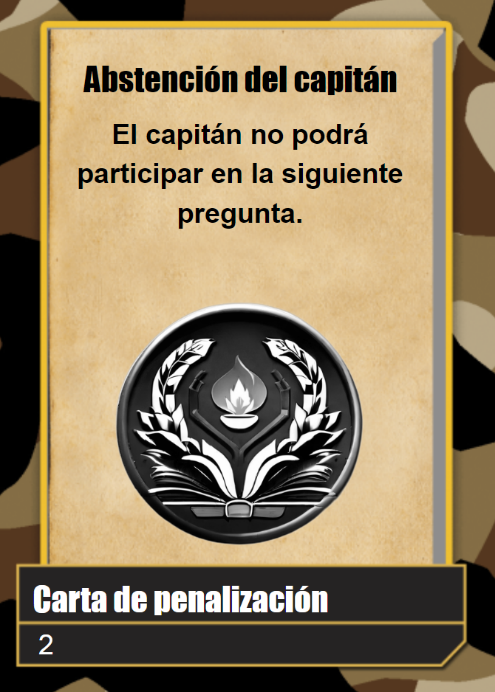 Abstención del capitán
El capitán no podrá
participar en la siguiente
pregunta.
Carta de penalización
2